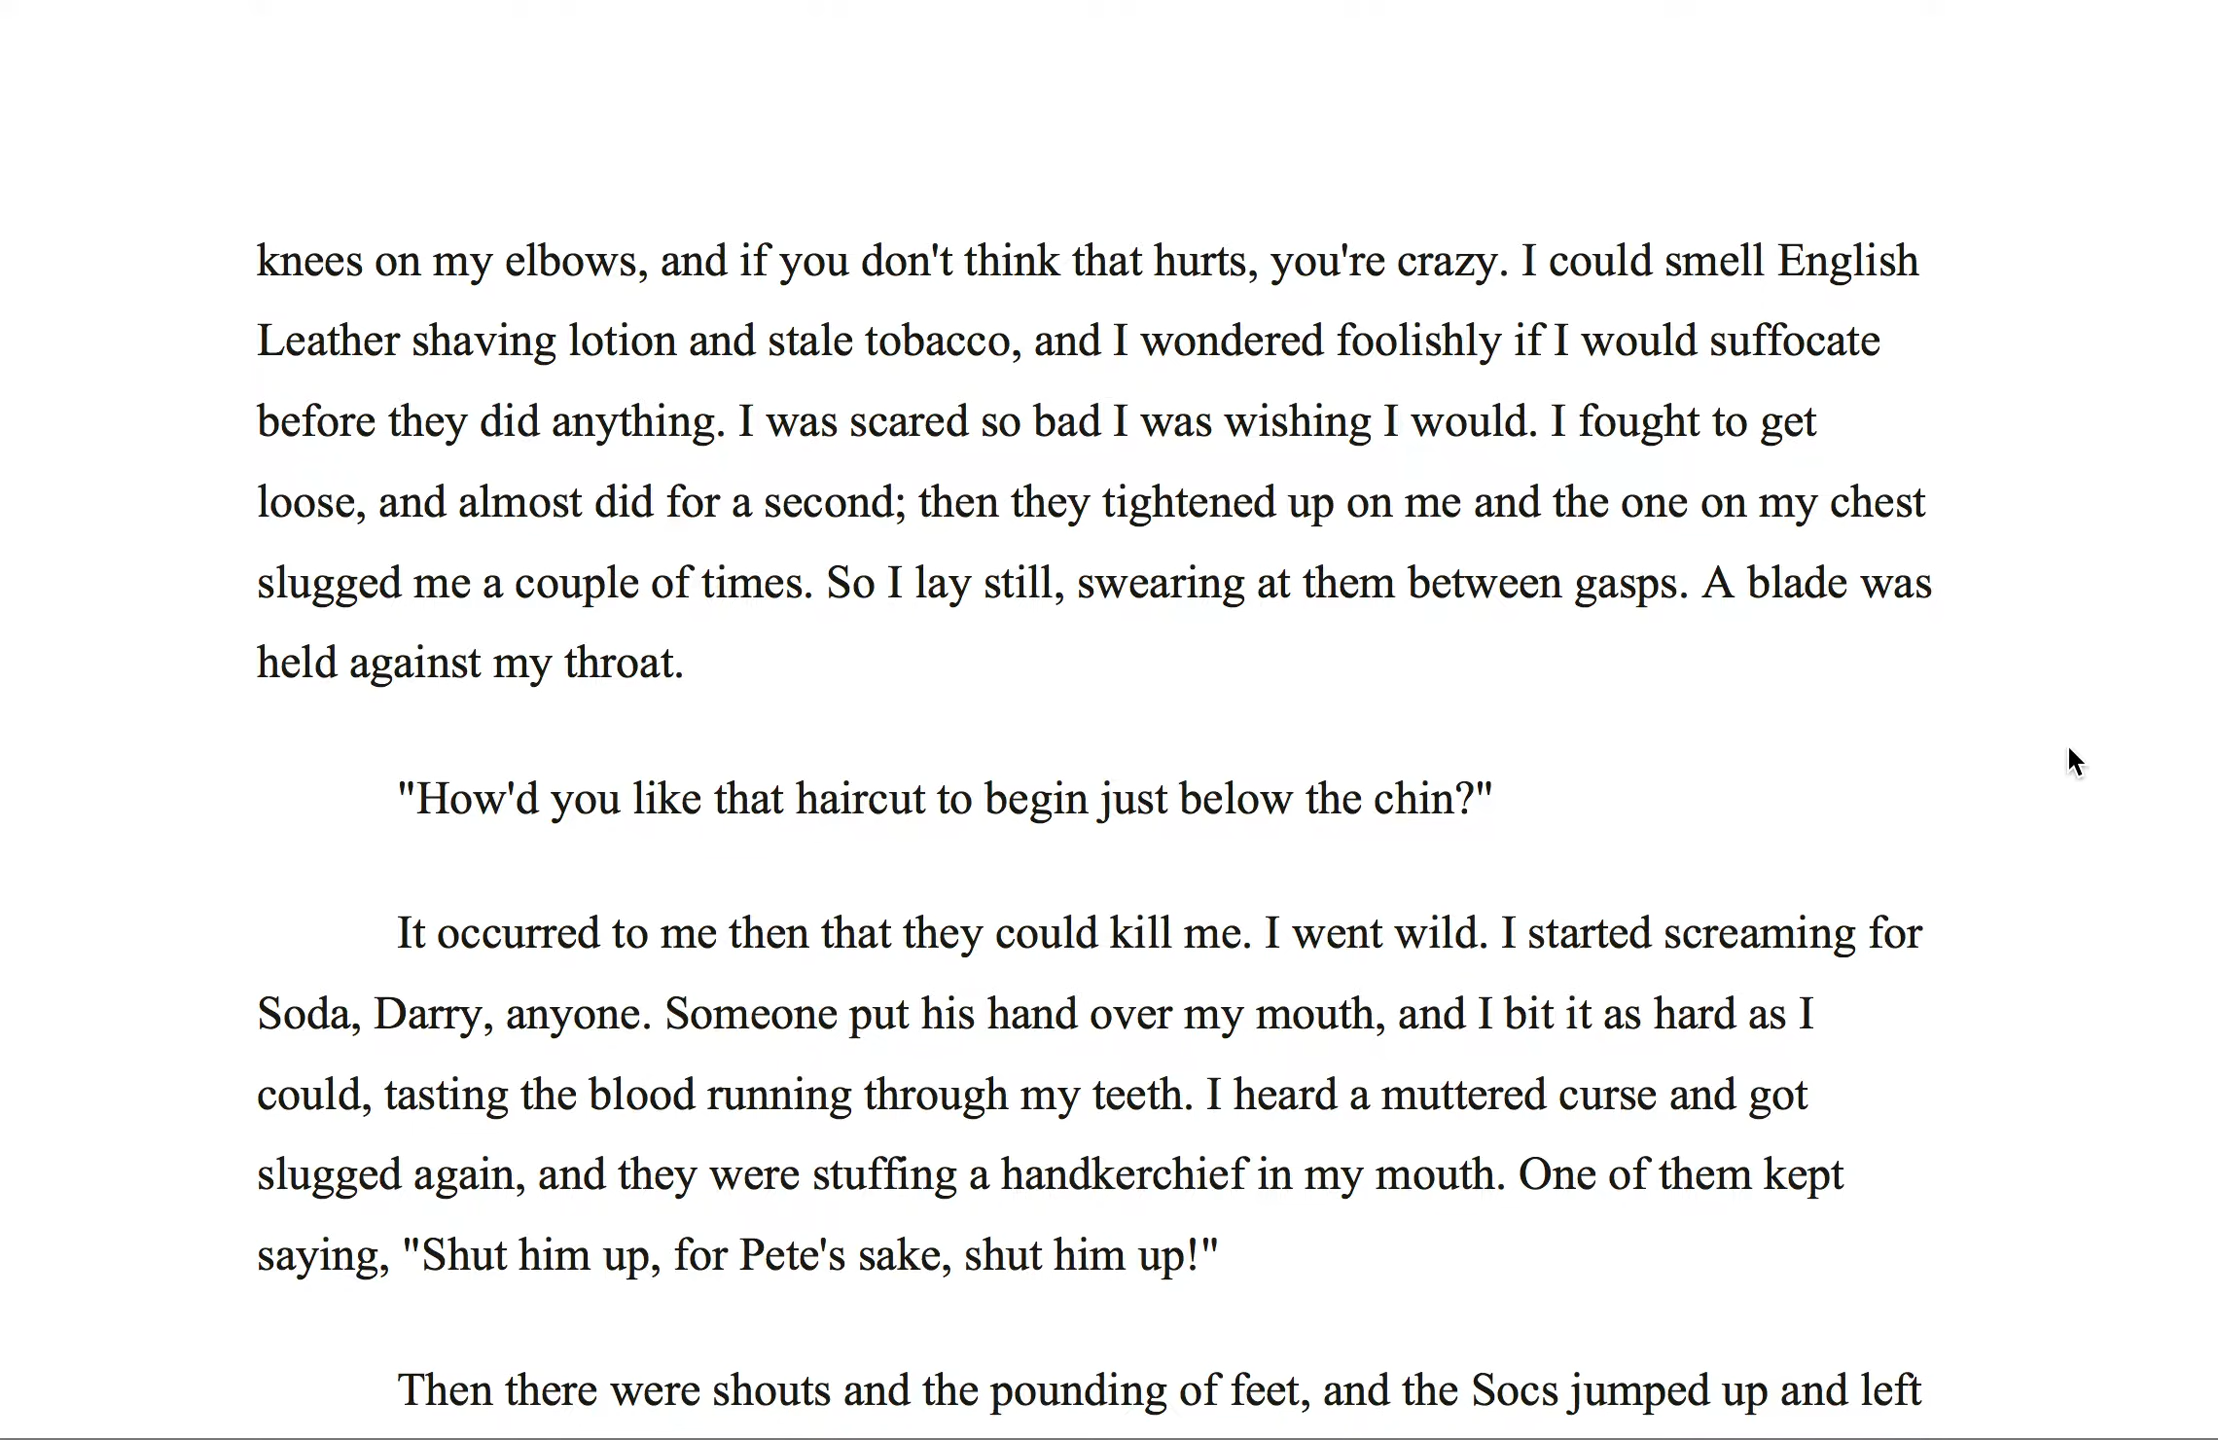 knees on my elbows, and if you don't think that hurts, you're crazy. I could smell English
Leather shaving lotion and stale tobacco, and I wondered foolishly if I would suffocate
before they did anything. I was scared so bad I was wishing I would. I fought to get
loose, and almost did for a second; then they tightened up on me and the one on my chest
slugged me a couple of times. So I lay still, swearing at them between gasps. A blade was
held against my throat.
"How'd you like that haircut to begin just below the chin?"
It occurred to me then that they could kill me. I went wild. I started screaming for
Soda, Darry, anyone. Someone put his hand over my mouth, and I bit it as hard as I
could, tasting the blood running through my teeth. I heard a muttered curse and got
slugged again, and they were stuffing a handkerchief in my mouth. One of them kept
saying, "Shut him up, for Pete's sake, shut him up!"
Then there were shouts and the pounding of feet, and the Socs jumped up and left